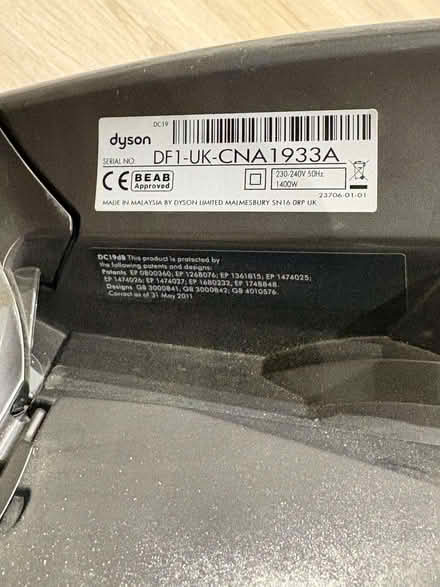 DC19
dyson
SERIAL NO: DF1-UK-CNA1933A
CE BEAB Approved 230-240V 50Hz 1400W
23706-01-01
MADE IN MALAYSIA BY DYSON LIMITED MALMESBURY SN16 0RP UK
DC19dB This product is protected by
the following patents and designs:
Patents EP 0800360; EP 1268076; EP 1361815; EP 1474025;
EP 1474026; EP 1474027; EP 1680232; EP 1748848.
Designs GB 3000841; GB 3000842; GB 4010576.
Correct as of 31 May 2011